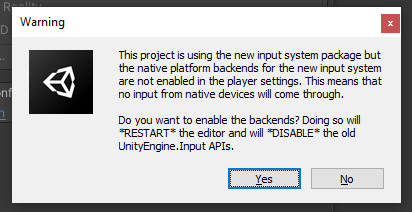 Reality
Warning
x
This project is using the new input system package but
the native platform backends for the new input system
are not enabled in the player settings. This means that
no input from native devices will come through.
Do you want to enable the backends? Doing so will
*RESTART* the editor and will *DISABLE* the old
UnityEngine.Input APIs.
Yes
No